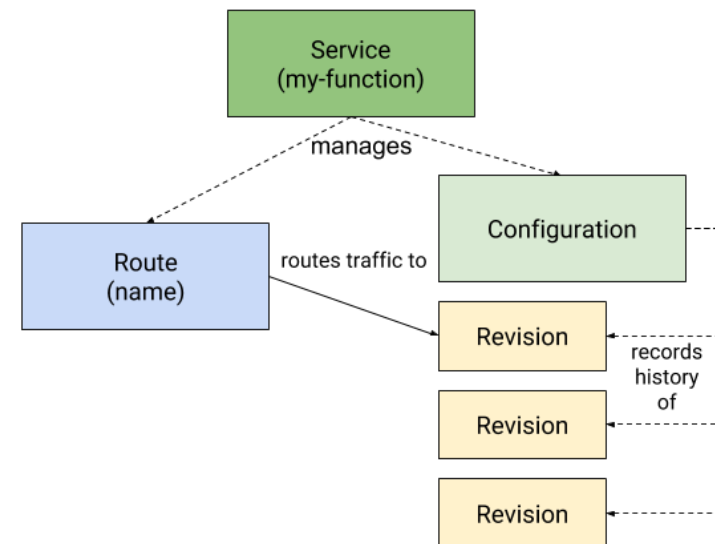 Service
(my-function)
manages
Configuration
Route
(name)
routes traffic to
Revision
records
history
of
Revision
Revision